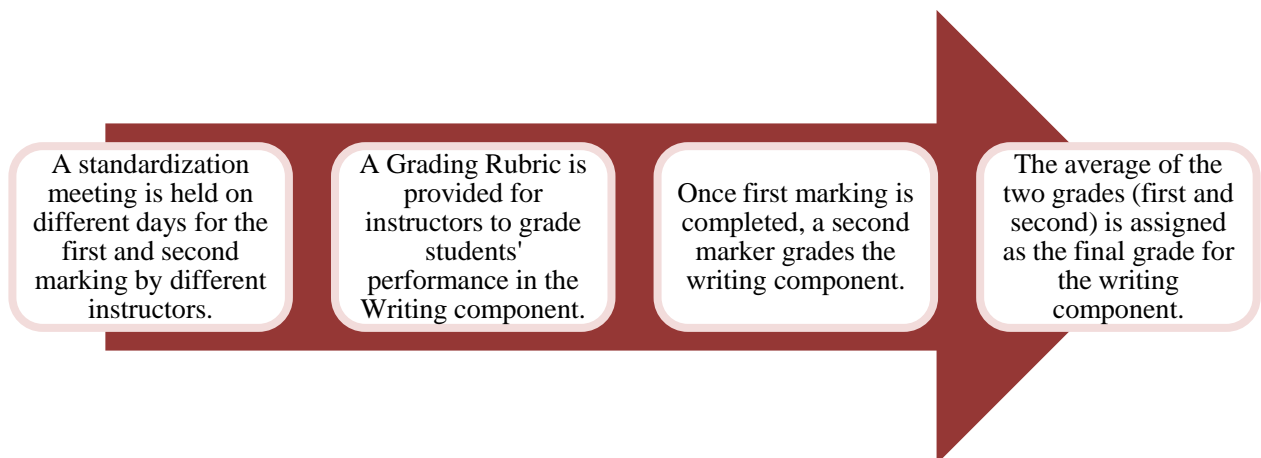 A standardization
meeting is held on
different days for the
first and second
marking by different
instructors.
A Grading Rubric is
provided for
instructors to grade
students'
performance in the
Writing component.
Once first marking is
completed, a second
marker grades the
writing component.
The average of the
two grades (first and
second) is assigned
as the final grade for
the writing
component.